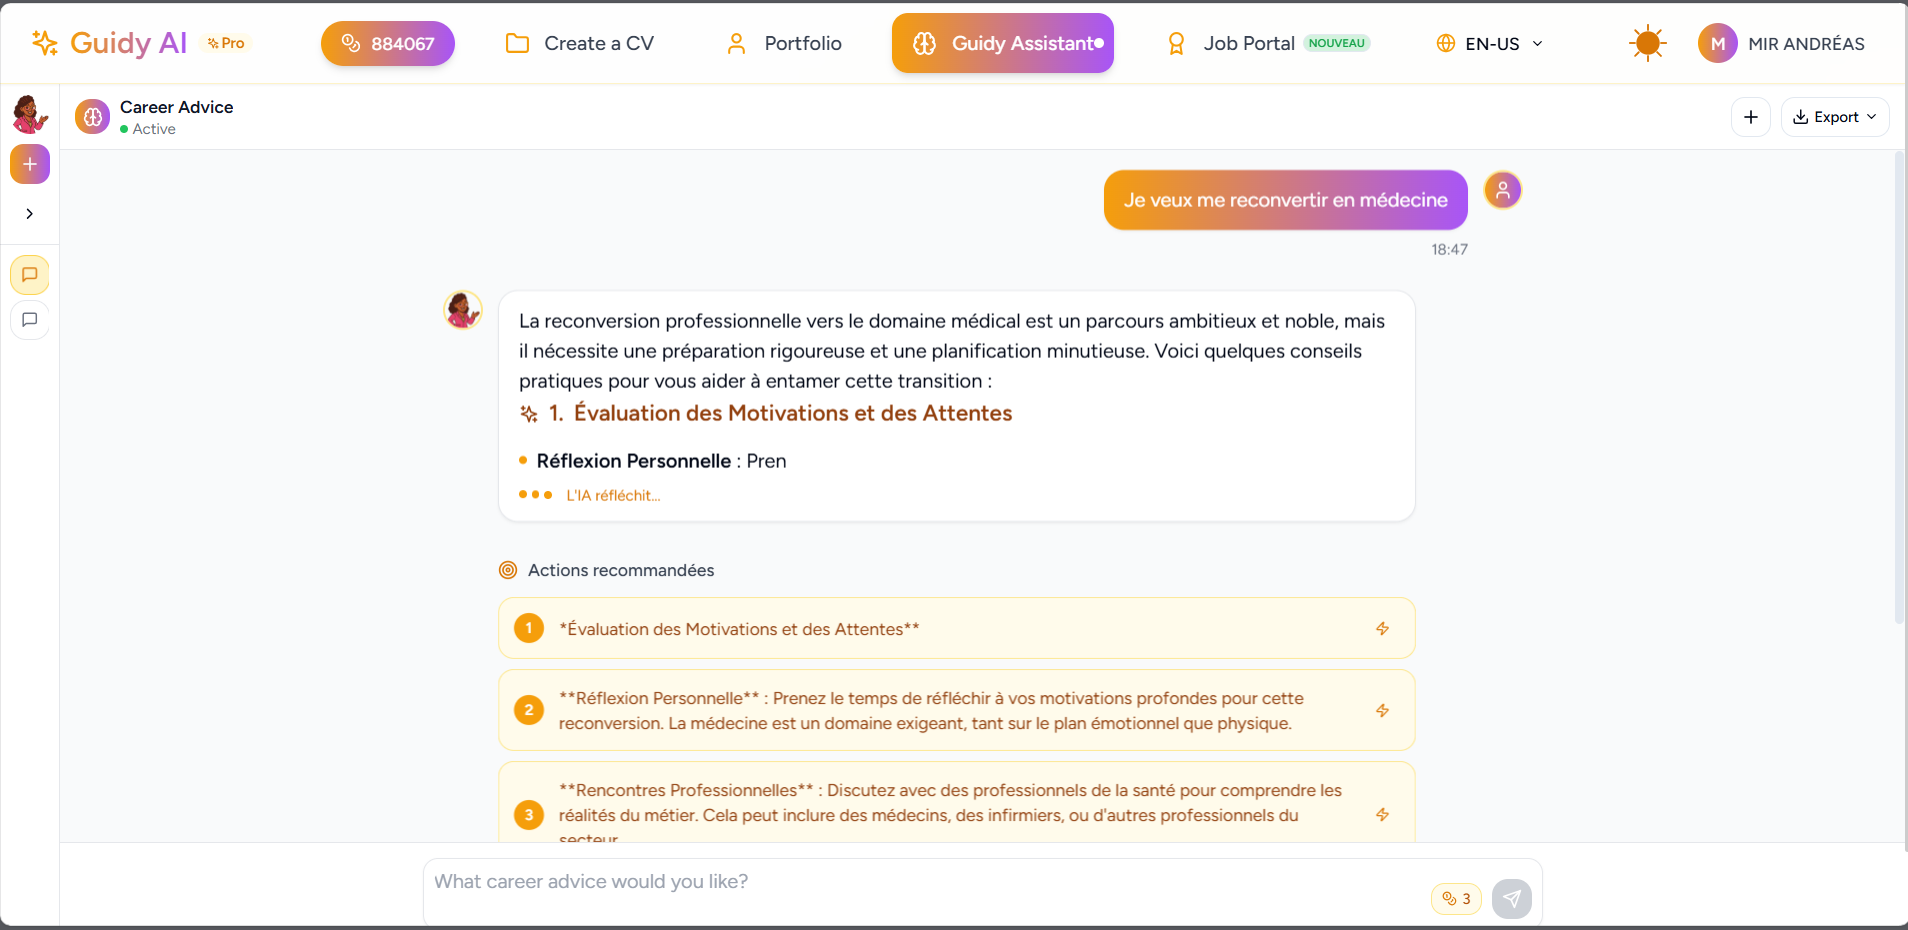 Guidy AI
Pro
884067
Create a CV
Portfolio
Guidy Assistant
Job Portal
NOUVEAU
EN-US
M
MIR ANDRÉAS
Career Advice
Active
Export
Je veux me reconvertir en médecine
18:47
La reconversion professionnelle vers le domaine médical est un parcours ambitieux et noble, mais
il nécessite une préparation rigoureuse et une planification minutieuse. Voici quelques conseils
pratiques pour vous aider à entamer cette transition :
1. Évaluation des Motivations et des Attentes
Réflexion Personnelle : Pren
L'IA réfléchit...
Actions recommandées
1
*Évaluation des Motivations et des Attentes**
2
**Réflexion Personnelle** : Prenez le temps de réfléchir à vos motivations profondes pour cette
reconversion. La médecine est un domaine exigeant, tant sur le plan émotionnel que physique.
3
**Rencontres Professionnelles** : Discutez avec des professionnels de la santé pour comprendre les
réalités du métier. Cela peut inclure des médecins, des infirmiers, ou d'autres professionnels du
secteur.
What career advice would you like?
3